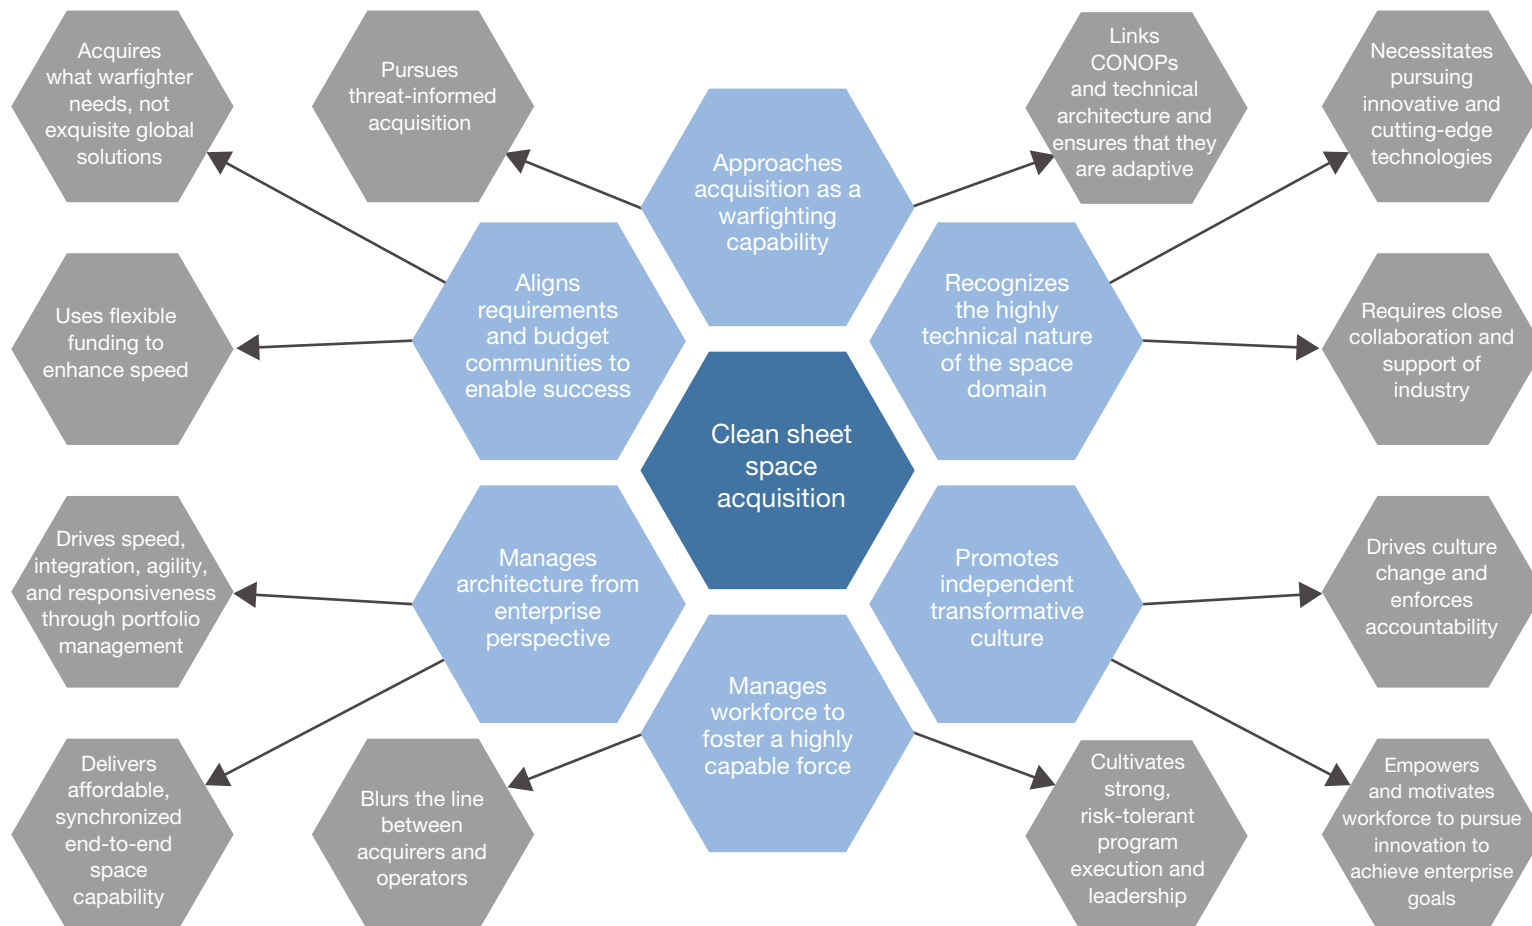 Acquires
what warfighter
needs, not
exquisite global
solutions
Pursues
threat-informed
acquisition
Approaches
acquisition as a
warfighting
capability
Links
CONOPs
and technical
architecture and
ensures that they
are adaptive
Necessitates
pursuing
innovative and
cutting-edge
technologies
Uses flexible
funding to
enhance speed
Aligns
requirements
and budget
communities to
enable success
Recognizes
the highly
technical nature
of the space
domain
Requires close
collaboration and
support of
industry
Clean sheet
space
acquisition
Drives speed,
integration, agility,
and responsiveness
through portfolio
management
Manages
architecture from
enterprise
perspective
Promotes
independent
transformative
culture
Drives culture
change and
enforces
accountability
Manages
workforce to
foster a highly
capable force
Delivers
affordable,
synchronized
end-to-end
space
capability
Blurs the line
between
acquirers and
operators
Cultivates
strong,
risk-tolerant
program
execution and
leadership
Empowers
and motivates
workforce to pursue
innovation to
achieve enterprise
goals